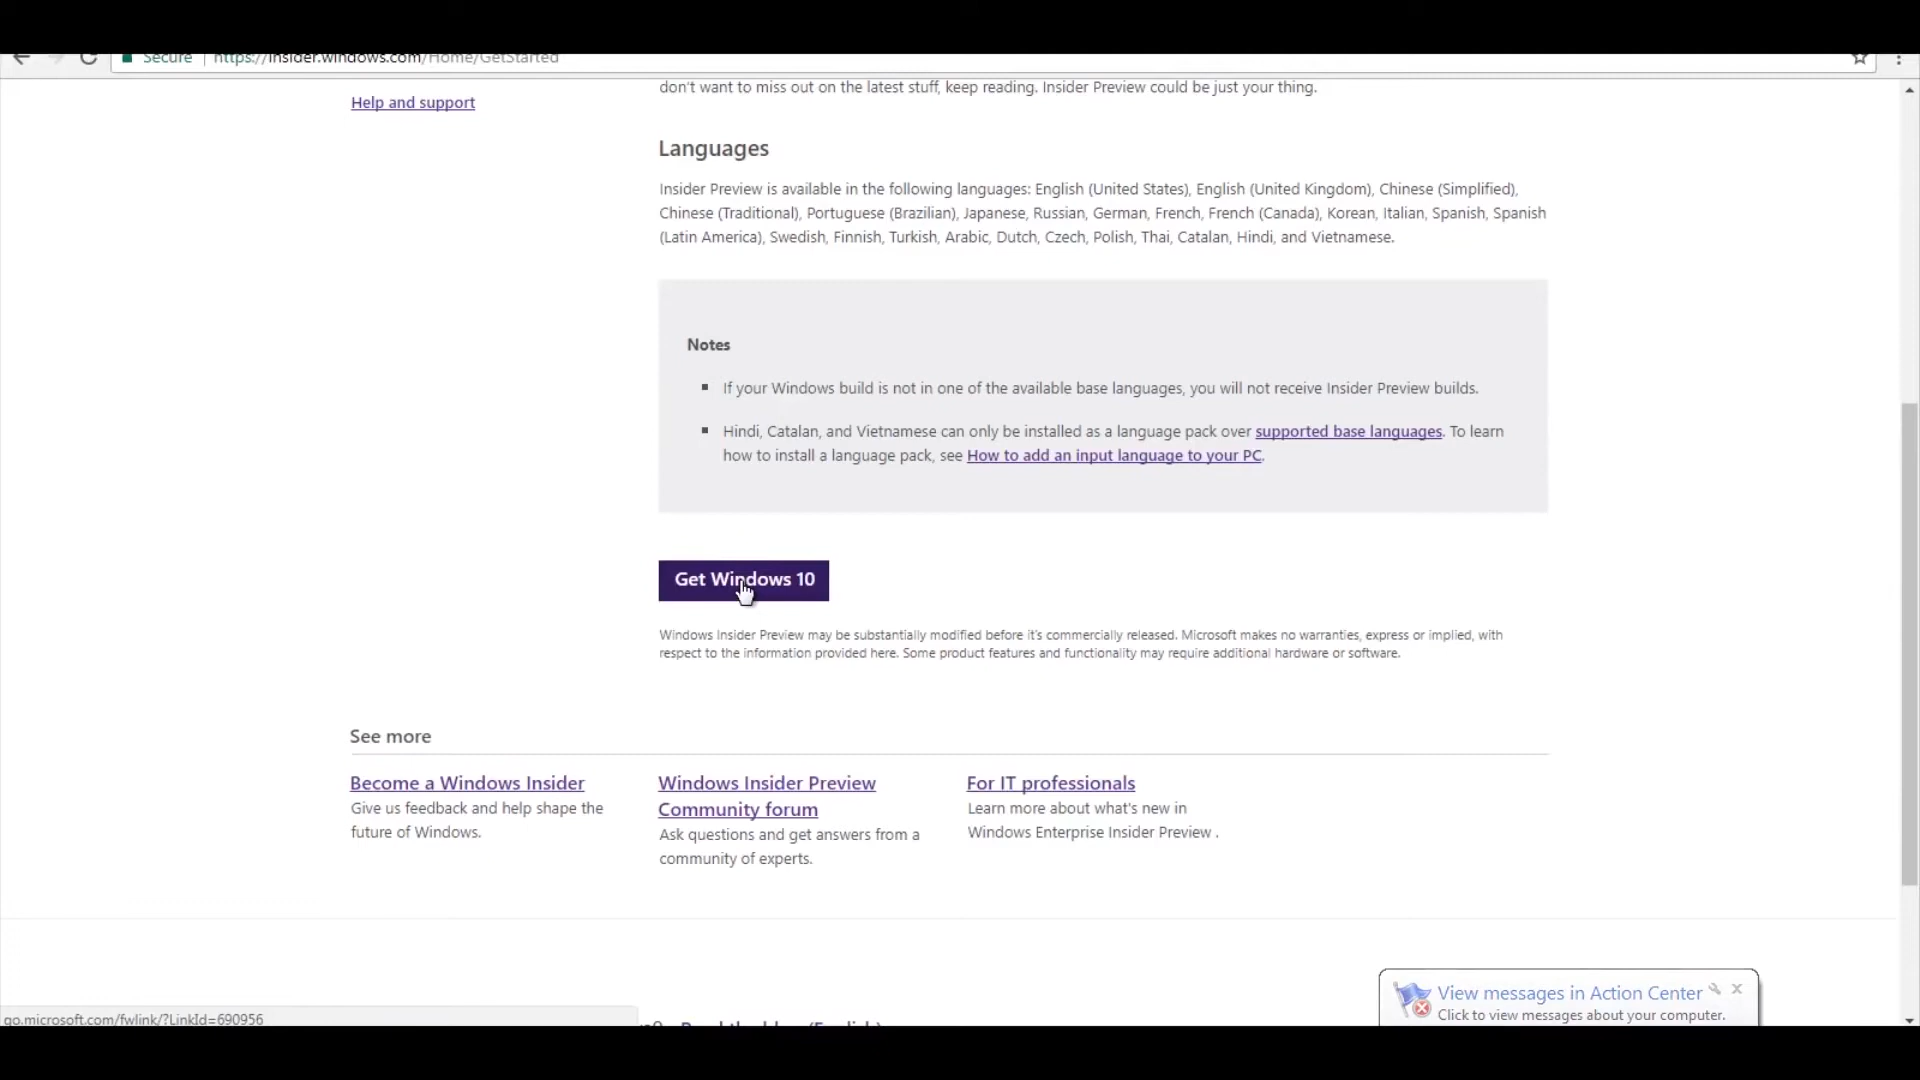 Secure | https://insider.windows.com/Home/GetStarted
don't want to miss out on the latest stuff, keep reading. Insider Preview could be just your thing.
Help and support
Languages
Insider Preview is available in the following languages: English (United States), English (United Kingdom), Chinese (Simplified),
Chinese (Traditional), Portuguese (Brazilian), Japanese, Russian, German, French, French (Canada), Korean, Italian, Spanish, Spanish
(Latin America), Swedish, Finnish, Turkish, Arabic, Dutch, Czech, Polish, Thai, Catalan, Hindi, and Vietnamese.
Notes
If your Windows build is not in one of the available base languages, you will not receive Insider Preview builds.
Hindi, Catalan, and Vietnamese can only be installed as a language pack over supported base languages. To learn
how to install a language pack, see How to add an input language to your PC.
Get Windows 10
Windows Insider Preview may be substantially modified before it's commercially released. Microsoft makes no warranties, express or implied, with
respect to the information provided here. Some product features and functionality may require additional hardware or software.
See more
Become a Windows Insider
Give us feedback and help shape the
future of Windows.
Windows Insider Preview
Community forum
Ask questions and get answers from a
community of experts.
For IT professionals
Learn more about what's new in
Windows Enterprise Insider Preview .
View messages in Action Center
Click to view messages about your computer.
go.microsoft.com/fwlink/?LinkId=690956